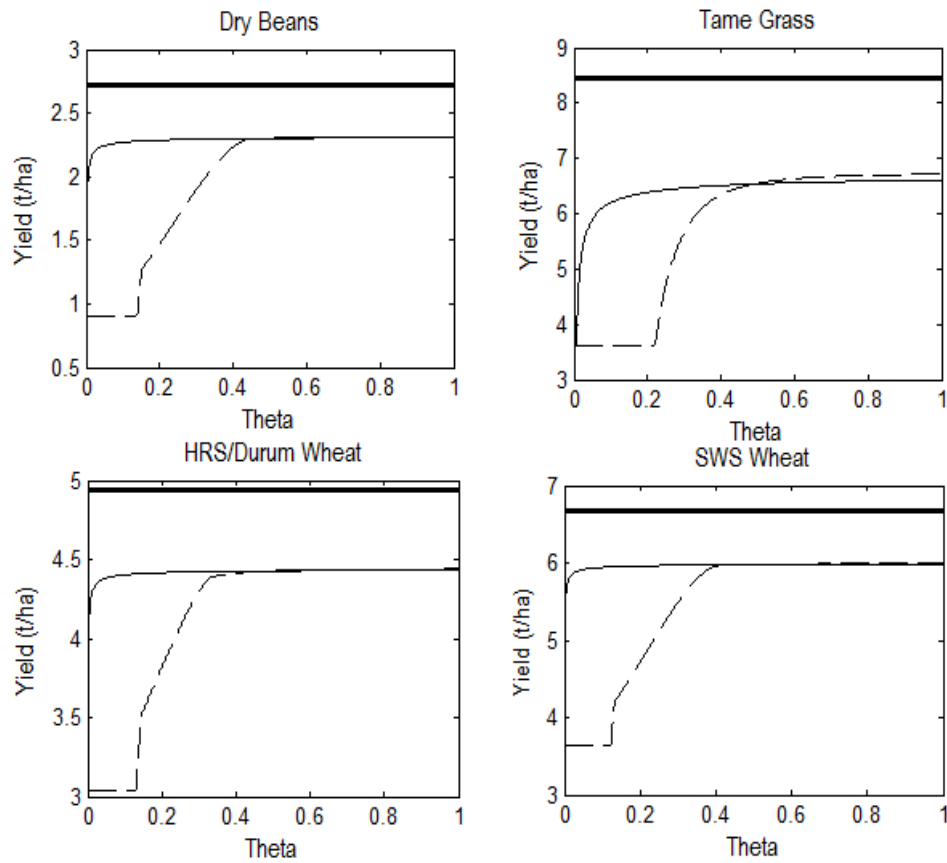 Dry Beans
Yield (t/ha)
3
2.5
2
1.5
1
0.5
0 0.2 0.4 0.6 0.8 1
Theta
Tame Grass
Yield (t/ha)
9
8
7
6
5
4
3
0 0.2 0.4 0.6 0.8 1
Theta
HRS/Durum Wheat
Yield (t/ha)
5
4.5
4
3.5
3
0 0.2 0.4 0.6 0.8 1
Theta
SWS Wheat
Yield (t/ha)
7
6
5
4
3
0 0.2 0.4 0.6 0.8 1
Theta